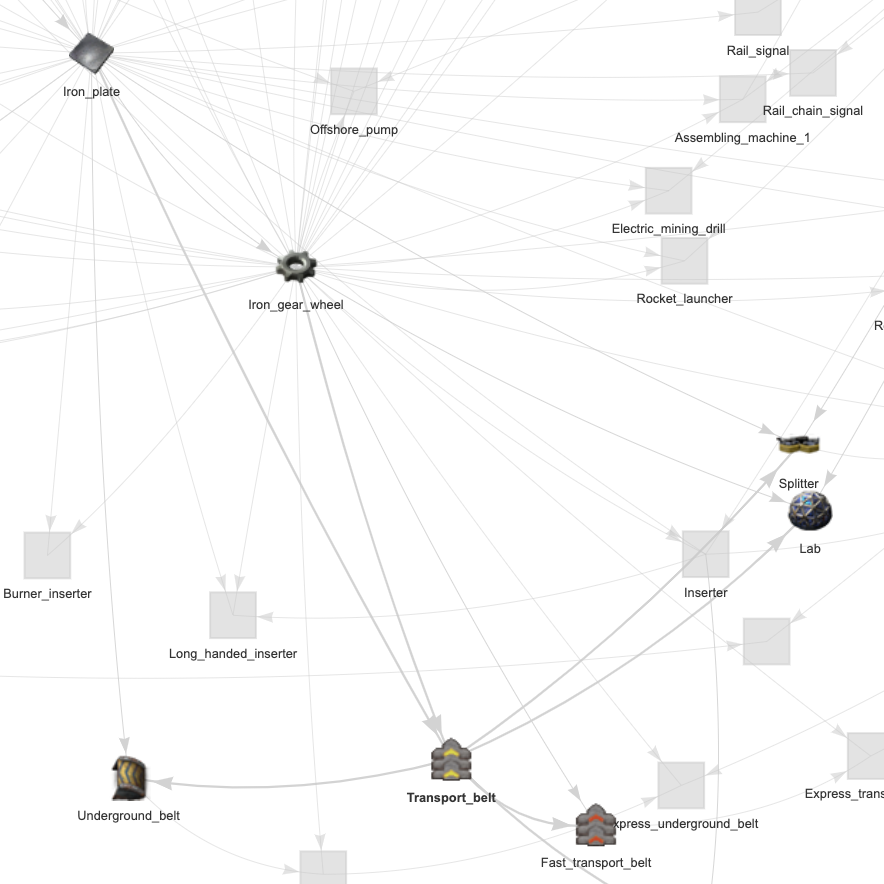 Rail_signal
Iron_plate
Rail_chain_signal
Offshore_pump
Assembling_machine_1
Electric_mining_drill
Rocket_launcher
Iron_gear_wheel
R
Splitter
Lab
Inserter
Burner_inserter
Long_handed_inserter
Express_trans
Transport_belt
Underground_belt
xpress_underground_belt
Fast_transport_belt